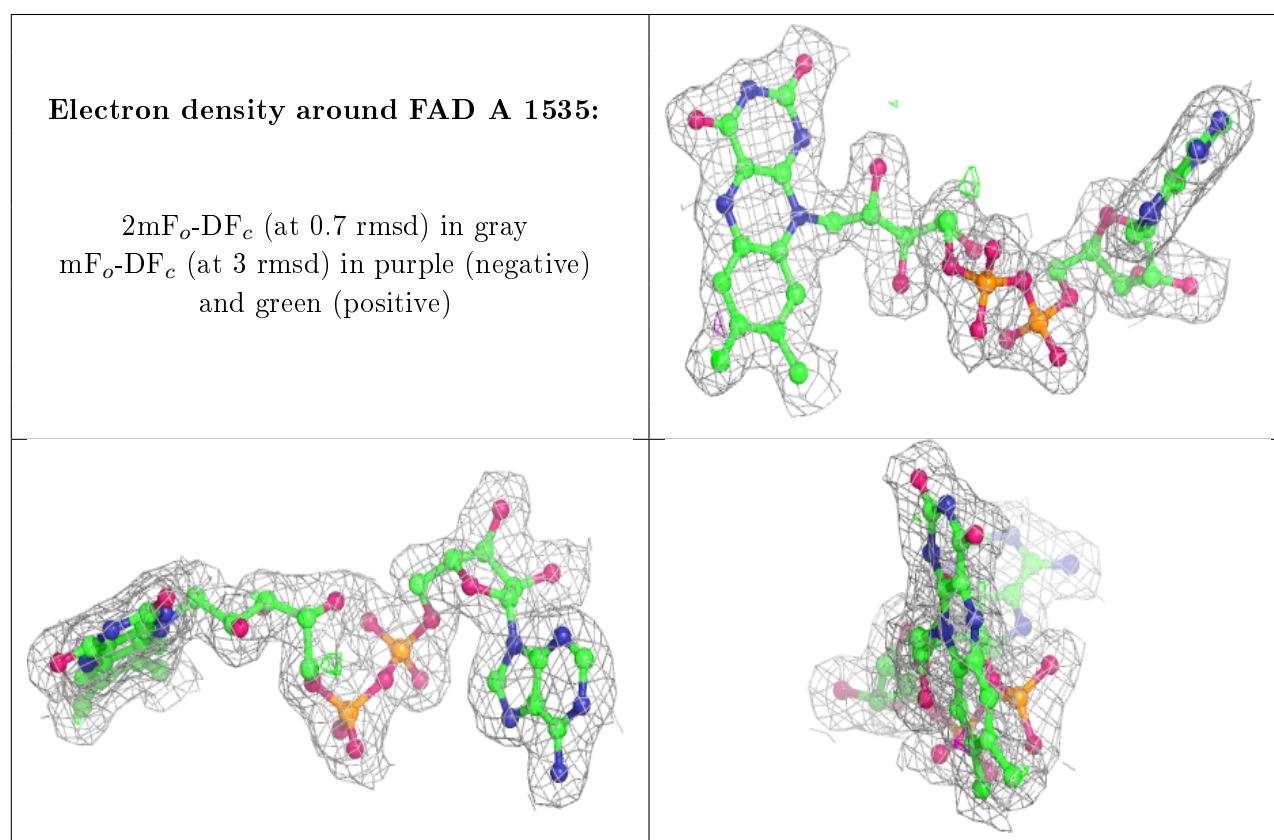 Electron density around FAD A 1535:
2mFo-DFc (at 0.7 rmsd) in gray
mFo-DFc (at 3 rmsd) in purple (negative)
and green (positive)